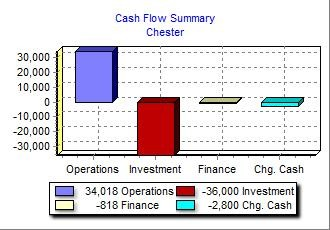 Cash Flow Summary
Chester
30,000
20,000
10,000
0
-10,000
-20,000
-30,000
Operations Investment Finance Chg. Cash
34,018 Operations -36,000 Investment
-818 Finance -2,800 Chg. Cash